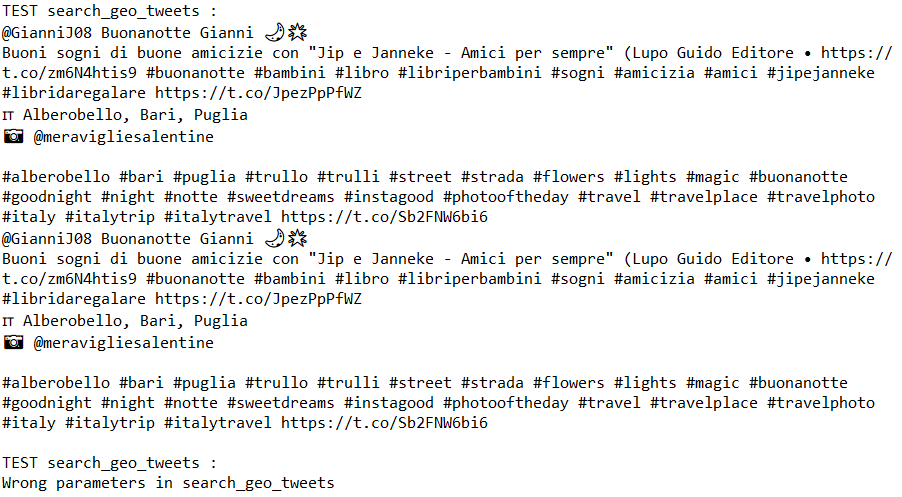 TEST search_geo_tweets :
@GianniJ08 Buonanotte Gianni 🌛🌟
Buoni sogni di buone amicizie con "Jip e Janneke - Amici per sempre" (Lupo Guido Editore • https://
t.co/zm6N4htis9 #buonanotte #bambini #libro #libriperbambini #sogni #amicizia #amici #jipejanneke
#libridaregalare https://t.co/JpezPpPfWZ
🇮🇹 Alberobello, Bari, Puglia
📷 @meravigliesalentine
#alberobello #bari #puglia #trullo #trulli #street #strada #flowers #lights #magic #buonanotte
#goodnight #night #notte #sweetdreams #instagood #photooftheday #travel #travelplace #travelphoto
#italy #italytrip #italytravel https://t.co/Sb2FNW6bi6
@GianniJ08 Buonanotte Gianni 🌛🌟
Buoni sogni di buone amicizie con "Jip e Janneke - Amici per sempre" (Lupo Guido Editore • https://
t.co/zm6N4htis9 #buonanotte #bambini #libro #libriperbambini #sogni #amicizia #amici #jipejanneke
#libridaregalare https://t.co/JpezPpPfWZ
🇮🇹 Alberobello, Bari, Puglia
📷 @meravigliesalentine
#alberobello #bari #puglia #trullo #trulli #street #strada #flowers #lights #magic #buonanotte
#goodnight #night #notte #sweetdreams #instagood #photooftheday #travel #travelplace #travelphoto
#italy #italytrip #italytravel https://t.co/Sb2FNW6bi6
TEST search_geo_tweets :
Wrong parameters in search_geo_tweets